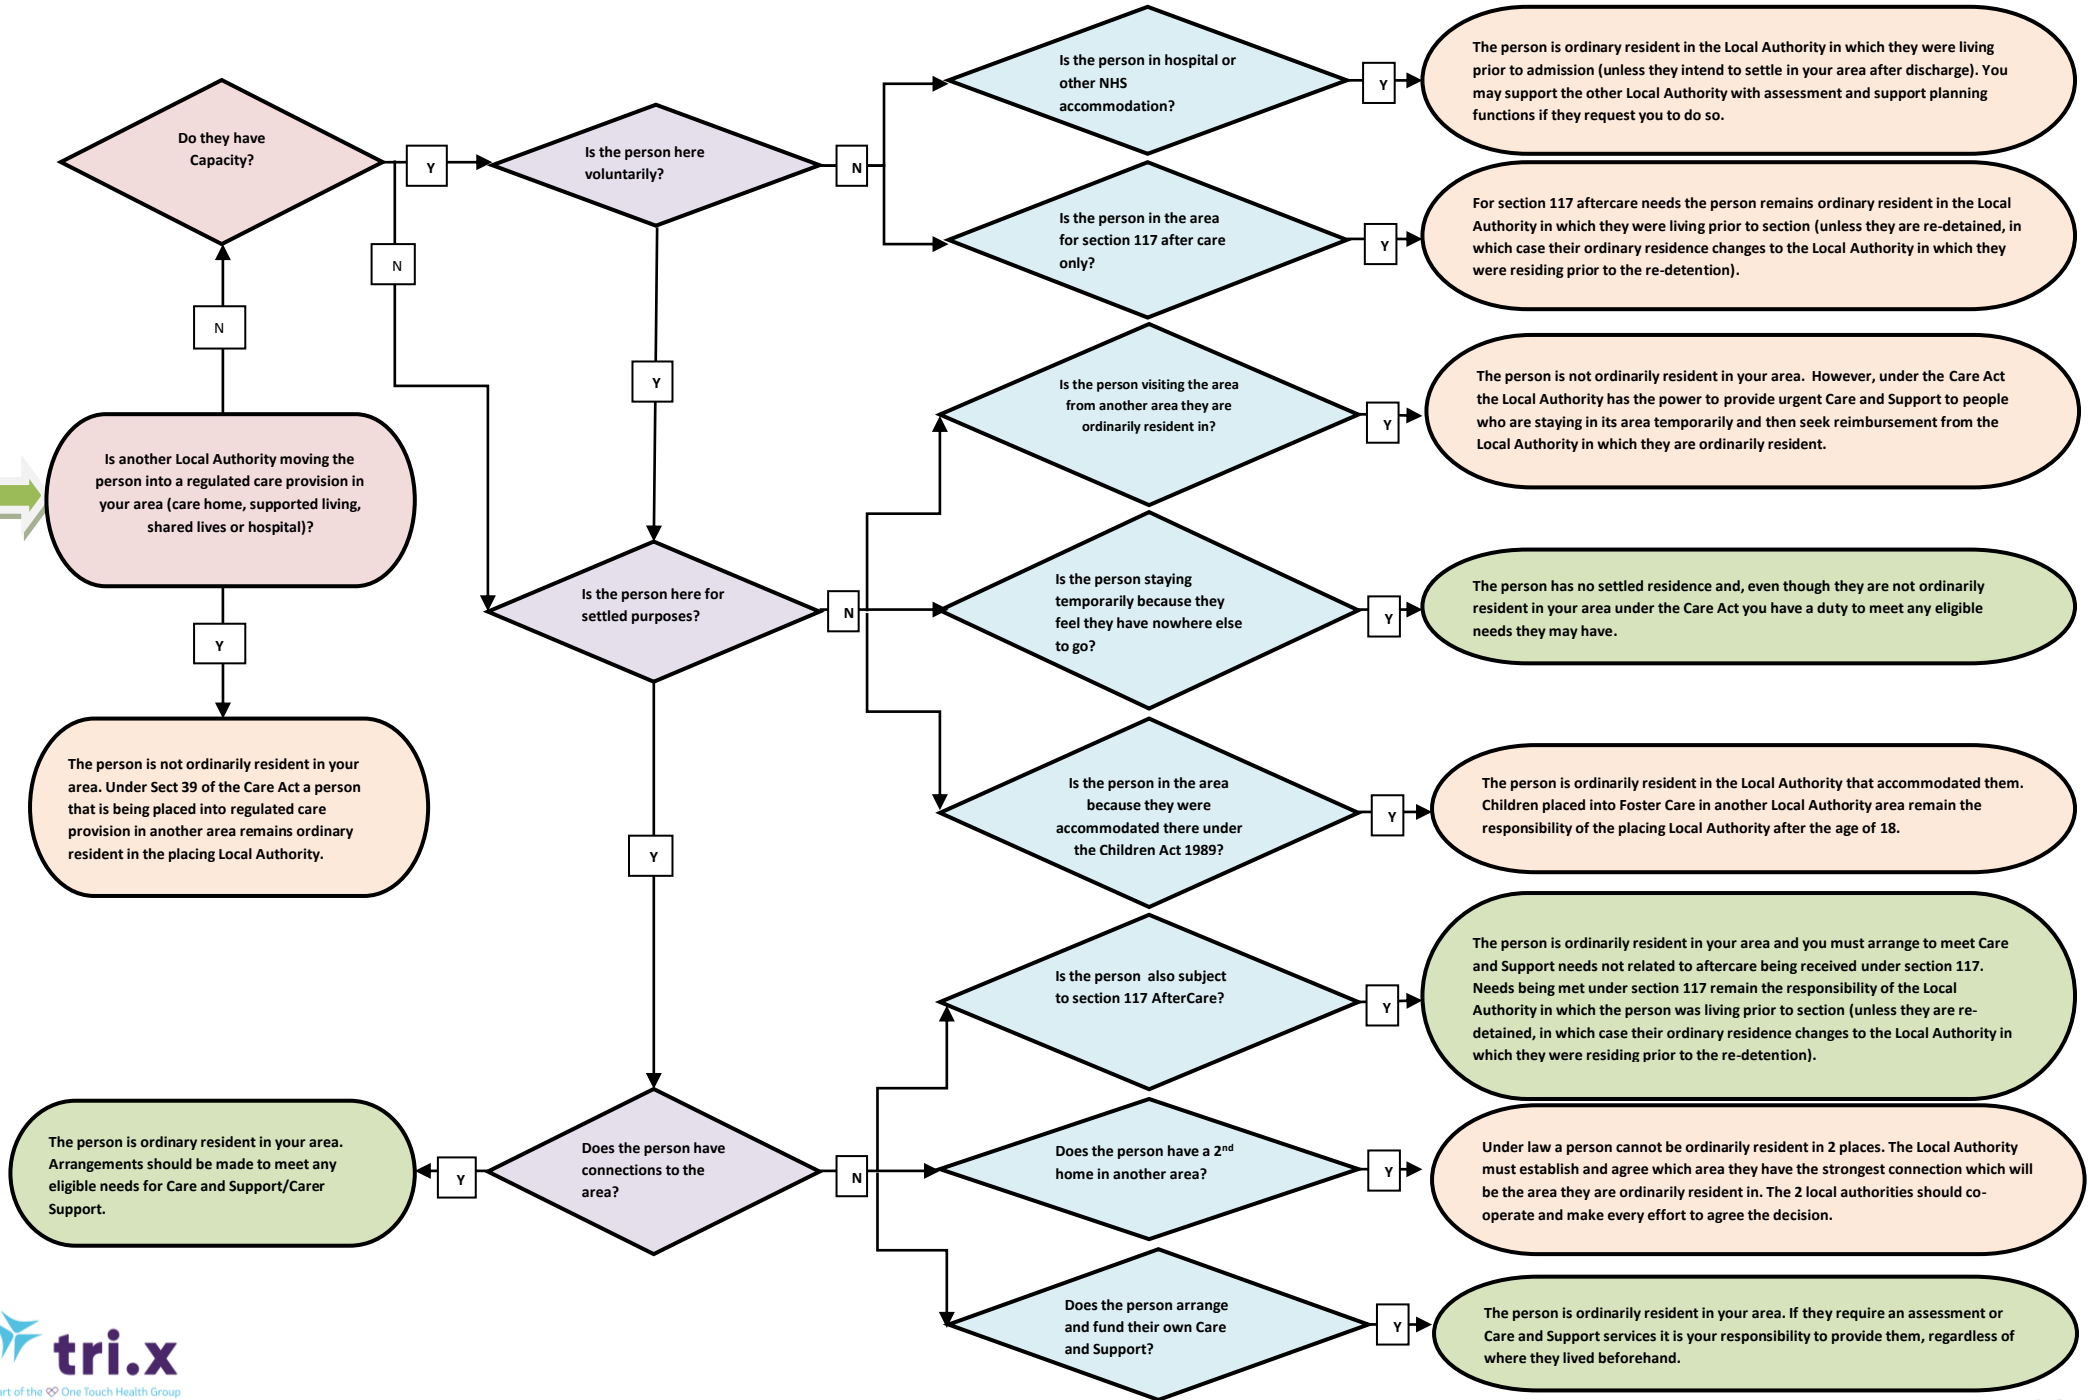 Do they have
Capacity?
Y
N
N
Is another Local Authority moving the
person into a regulated care provision in
your area (care home, supported living,
shared lives or hospital)?
Y
The person is not ordinarily resident in your
area. Under Sect 39 of the Care Act a person
that is being placed into regulated care
provision in another area remains ordinary
resident in the placing Local Authority.
Is the person here
voluntarily?
N
Y
Is the person here for
settled purposes?
N
Y
Does the person have
connections to the
area?
Y
N
The person is ordinary resident in your area.
Arrangements should be made to meet any
eligible needs for Care and Support/Carer
Support.
Is the person in hospital or
other NHS
accommodation?
Y
The person is ordinary resident in the Local Authority in which they were living
prior to admission (unless they intend to settle in your area after discharge). You
may support the other Local Authority with assessment and support planning
functions if they request you to do so.
Is the person in the area
for section 117 after care
only?
Y
For section 117 aftercare needs the person remains ordinary resident in the Local
Authority in which they were living prior to section (unless they are re-detained, in
which case their ordinary residence changes to the Local Authority in which they
were residing prior to the re-detention).
Is the person visiting the area
from another area they are
ordinarily resident in?
Y
The person is not ordinarily resident in your area. However, under the Care Act
the Local Authority has the power to provide urgent Care and Support to people
who are staying in its area temporarily and then seek reimbursement from the
Local Authority in which they are ordinarily resident.
Is the person staying
temporarily because they
feel they have nowhere else
to go?
Y
The person has no settled residence and, even though they are not ordinarily
resident in your area under the Care Act you have a duty to meet any eligible
needs they may have.
Is the person in the area
because they were
accommodated there under
the Children Act 1989?
Y
The person is ordinarily resident in the Local Authority that accommodated them.
Children placed into Foster Care in another Local Authority area remain the
responsibility of the placing Local Authority after the age of 18.
Is the person also subject
to section 117 AfterCare?
Y
The person is ordinarily resident in your area and you must arrange to meet Care
and Support needs not related to aftercare being received under section 117.
Needs being met under section 117 remain the responsibility of the Local
Authority in which the person was living prior to section (unless they are re-
detained, in which case their ordinary residence changes to the Local Authority in
which they were residing prior to the re-detention).
Does the person have a 2nd
home in another area?
Y
Under law a person cannot be ordinarily resident in 2 places. The Local Authority
must establish and agree which area they have the strongest connection which will
be the area they are ordinarily resident in. The 2 local authorities should co-
operate and make every effort to agree the decision.
Does the person arrange
and fund their own Care
and Support?
Y
The person is ordinarily resident in your area. If they require an assessment or
Care and Support services it is your responsibility to provide them, regardless of
where they lived beforehand.
tri.x
art of the One Touch Health Group